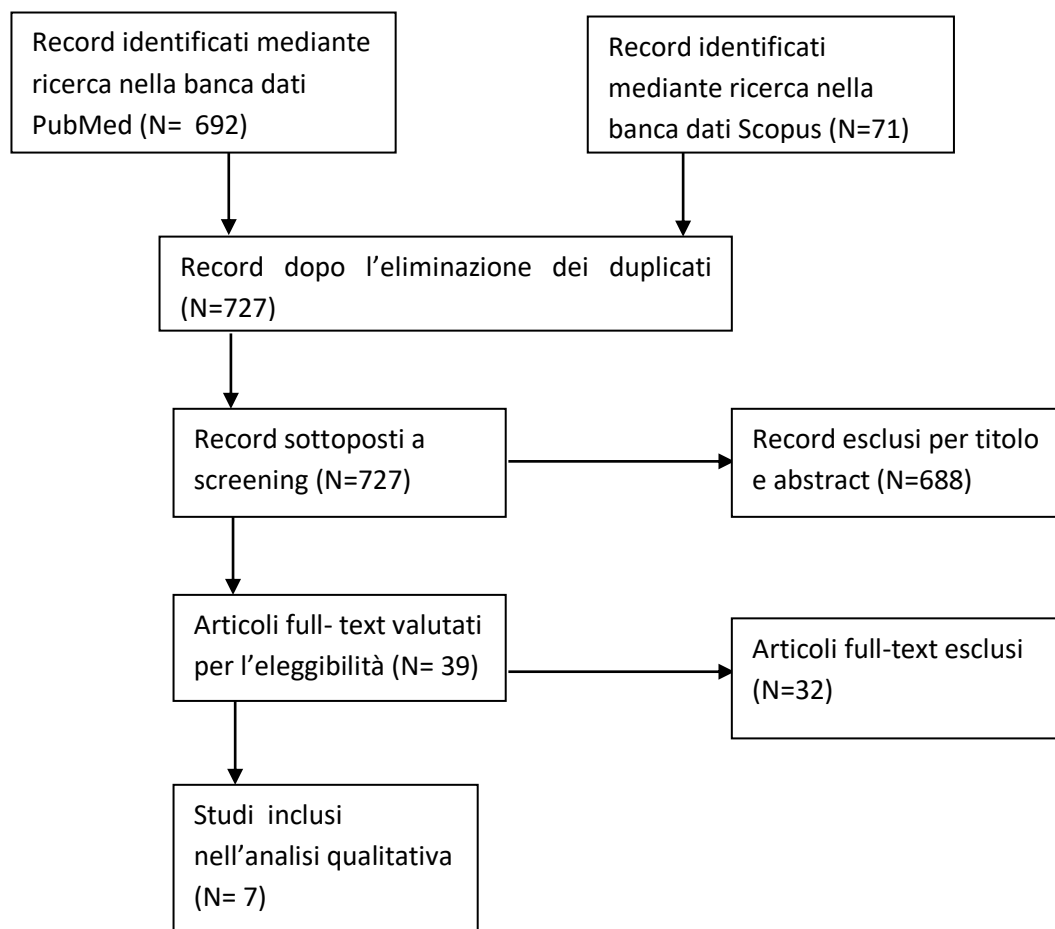 Record identificati mediante
ricerca nella banca dati
PubMed (N= 692)
Record identificati
mediante ricerca nella
banca dati Scopus (N=71)
Record dopo l'eliminazione dei duplicati
(N=727)
Record sottoposti a
screening (N=727)
Record esclusi per titolo
e abstract (N=688)
Articoli full- text valutati
per l'eleggibilità (N= 39)
Articoli full-text esclusi
(N=32)
Studi inclusi
nell'analisi qualitativa
(N= 7)